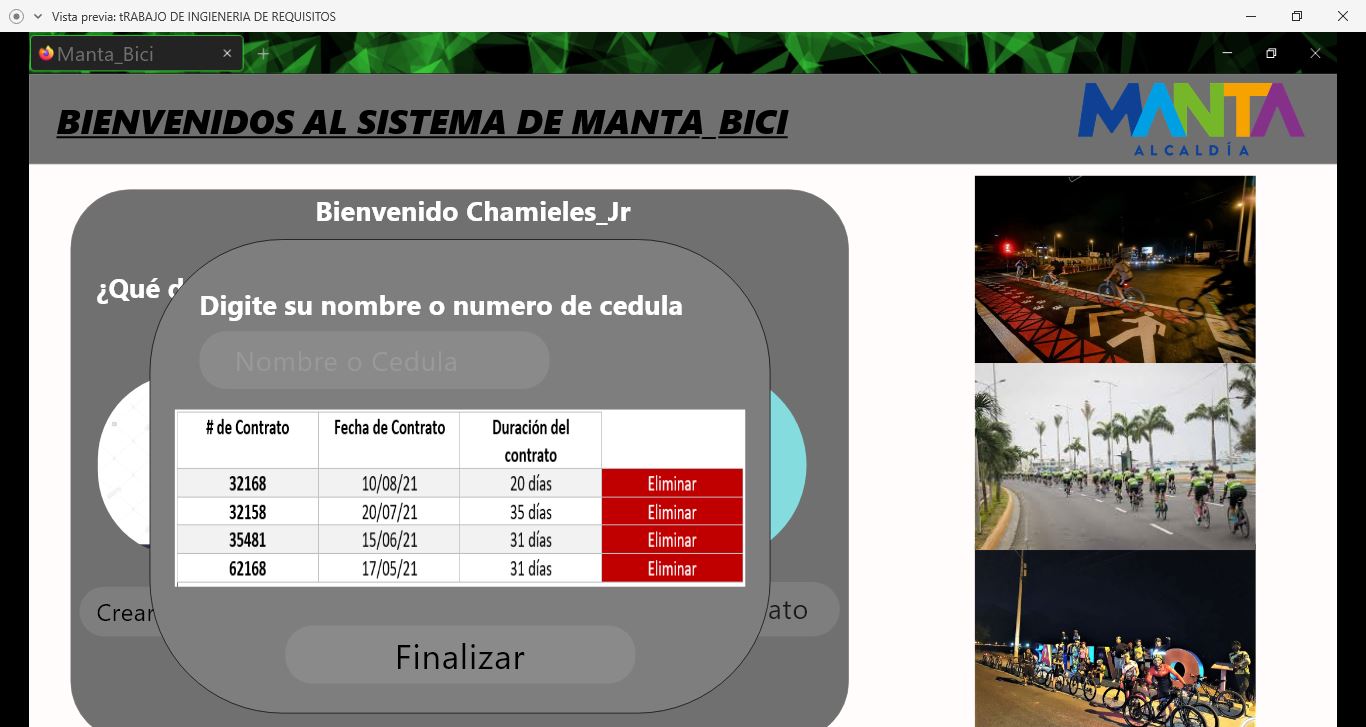 Vista previa: tRABAJO DE INGIENERIA DE REQUISITOS
Manta_Bici
BIENVENIDOS AL SISTEMA DE MANTA_BICI
MANTA
ALCALDÍA
Bienvenido Chamieles_Jr
¿Qué d
Digite su nombre o numero de cedula
Nombre o Cedula
# de Contrato Fecha de Contrato Duración del contrato
32168 10/08/21 20 días Eliminar
32158 20/07/21 35 días Eliminar
35481 15/06/21 31 días Eliminar
62168 17/05/21 31 días Eliminar
Crear
ato
Finalizar